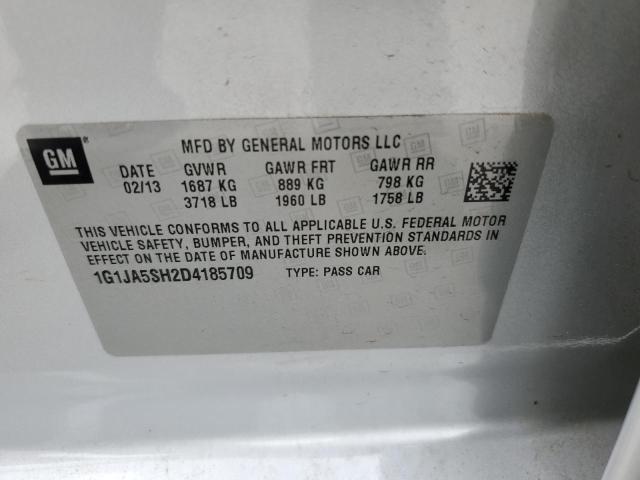 GM ®
MFD BY GENERAL MOTORS LLC
DATE GVWR GAWR FRT GAWR RR
02/13 1687 KG 889 KG 798 KG
3718 LB 1960 LB 1758 LB
THIS VEHICLE CONFORMS TO ALL APPLICABLE U.S. FEDERAL MOTOR
VEHICLE SAFETY, BUMPER, AND THEFT PREVENTION STANDARDS IN
EFFECT ON THE DATE OF MANUFACTURE SHOWN ABOVE.
1G1JA5SH2D4185709 TYPE: PASS CAR